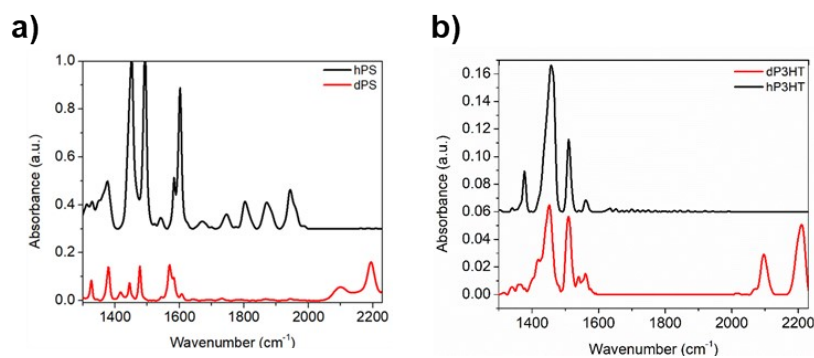 a)
hPS
dPS
1.0
0.8
0.6
0.4
0.2
0.0
Absorbance (a.u.)
1400 1600 1800 2000 2200
Wavenumber (cm⁻¹)
b)
dP3HT
hP3HT
0.16
0.14
0.12
0.10
0.08
0.06
0.04
0.02
0.00
Absorbance (a.u.)
1400 1600 1800 2000 2200
Wavenumber (cm⁻¹)